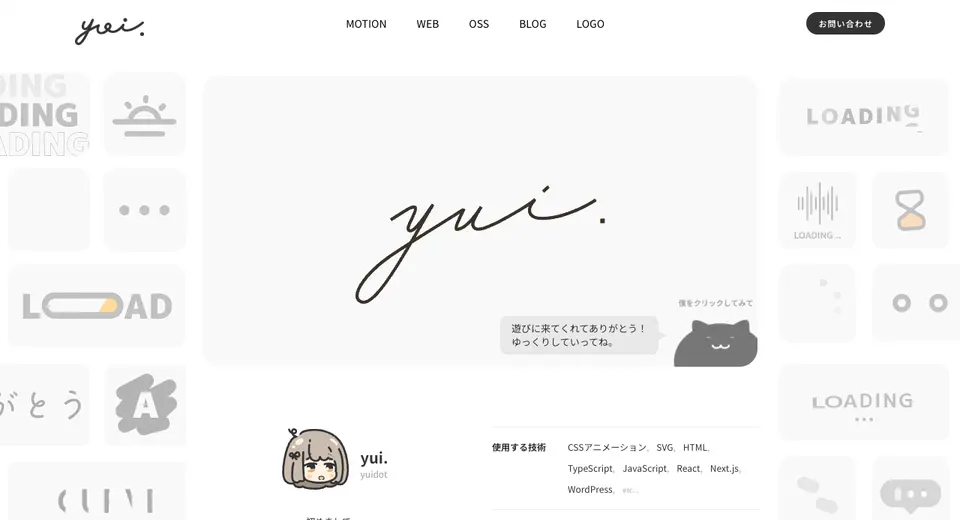 yui.
MOTION WEB OSS BLOG LOGO
お問い合わせ
DING
DING
ADING
LOADING
LOADING...
LOAD
がとう
A
LOADING
yui.
僕をクリックしてみて
遊びに来てくれてありがとう！
ゆっくりしていってね。
yui.
yuidot
使用する技術
CSSアニメーション, SVG, HTML,
TypeScript, JavaScript, React, Next.js,
WordPress, etc...